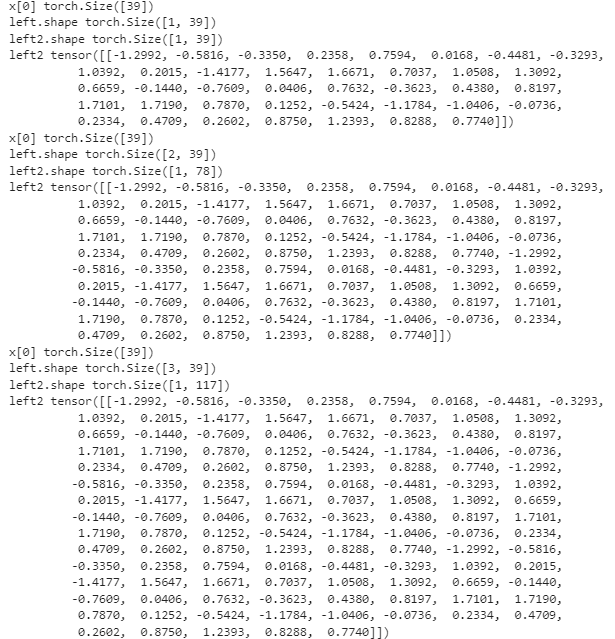 x[0] torch.Size([39])
left.shape torch.Size([1, 39])
left2.shape torch.Size([1, 39])
left2 tensor([[-1.2992, -0.5816, -0.3350,  0.2358,  0.7594,  0.0168, -0.4481, -0.3293,
          1.0392,  0.2015, -1.4177,  1.5647,  1.6671,  0.7037,  1.0508,  1.3092,
          0.6659, -0.1440, -0.7609,  0.0406,  0.7632, -0.3623,  0.4380,  0.8197,
          1.7101,  1.7190,  0.7870,  0.1252, -0.5424, -1.1784, -1.0406, -0.0736,
          0.2334,  0.4709,  0.2602,  0.8750,  1.2393,  0.8288,  0.7740]])
x[0] torch.Size([39])
left.shape torch.Size([2, 39])
left2.shape torch.Size([1, 78])
left2 tensor([[-1.2992, -0.5816, -0.3350,  0.2358,  0.7594,  0.0168, -0.4481, -0.3293,
          1.0392,  0.2015, -1.4177,  1.5647,  1.6671,  0.7037,  1.0508,  1.3092,
          0.6659, -0.1440, -0.7609,  0.0406,  0.7632, -0.3623,  0.4380,  0.8197,
          1.7101,  1.7190,  0.7870,  0.1252, -0.5424, -1.1784, -1.0406, -0.0736,
          0.2334,  0.4709,  0.2602,  0.8750,  1.2393,  0.8288,  0.7740, -1.2992,
         -0.5816, -0.3350,  0.2358,  0.7594,  0.0168, -0.4481, -0.3293,  1.0392,
          0.2015, -1.4177,  1.5647,  1.6671,  0.7037,  1.0508,  1.3092,  0.6659,
         -0.1440, -0.7609,  0.0406,  0.7632, -0.3623,  0.4380,  0.8197,  1.7101,
          1.7190,  0.7870,  0.1252, -0.5424, -1.1784, -1.0406, -0.0736,  0.2334,
          0.4709,  0.2602,  0.8750,  1.2393,  0.8288,  0.7740]])
x[0] torch.Size([39])
left.shape torch.Size([3, 39])
left2.shape torch.Size([1, 117])
left2 tensor([[-1.2992, -0.5816, -0.3350,  0.2358,  0.7594,  0.0168, -0.4481, -0.3293,
          1.0392,  0.2015, -1.4177,  1.5647,  1.6671,  0.7037,  1.0508,  1.3092,
          0.6659, -0.1440, -0.7609,  0.0406,  0.7632, -0.3623,  0.4380,  0.8197,
          1.7101,  1.7190,  0.7870,  0.1252, -0.5424, -1.1784, -1.0406, -0.0736,
          0.2334,  0.4709,  0.2602,  0.8750,  1.2393,  0.8288,  0.7740, -1.2992,
         -0.5816, -0.3350,  0.2358,  0.7594,  0.0168, -0.4481, -0.3293,  1.0392,
          0.2015, -1.4177,  1.5647,  1.6671,  0.7037,  1.0508,  1.3092,  0.6659,
         -0.1440, -0.7609,  0.0406,  0.7632, -0.3623,  0.4380,  0.8197,  1.7101,
          1.7190,  0.7870,  0.1252, -0.5424, -1.1784, -1.0406, -0.0736,  0.2334,
          0.4709,  0.2602,  0.8750,  1.2393,  0.8288,  0.7740, -1.2992, -0.5816,
         -0.3350,  0.2358,  0.7594,  0.0168, -0.4481, -0.3293,  1.0392,  0.2015,
         -1.4177,  1.5647,  1.6671,  0.7037,  1.0508,  1.3092,  0.6659, -0.1440,
         -0.7609,  0.0406,  0.7632, -0.3623,  0.4380,  0.8197,  1.7101,  1.7190,
          0.7870,  0.1252, -0.5424, -1.1784, -1.0406, -0.0736,  0.2334,  0.4709,
          0.2602,  0.8750,  1.2393,  0.8288,  0.7740]])